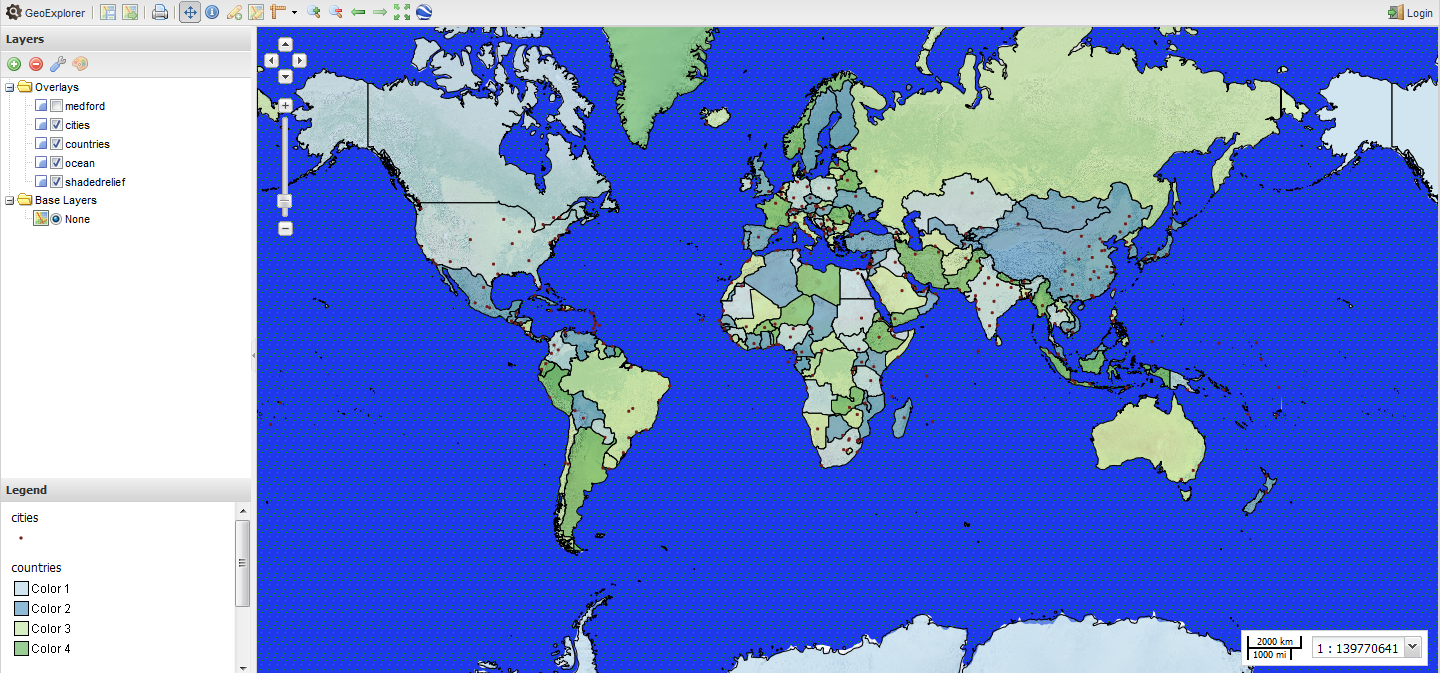 GeoExplorer
Login
Layers
Overlays
medford
cities
countries
ocean
shadedrelief
Base Layers
None
Legend
cities
countries
Color 1
Color 2
Color 3
Color 4
2000 km
1000 mi
1 : 139770641